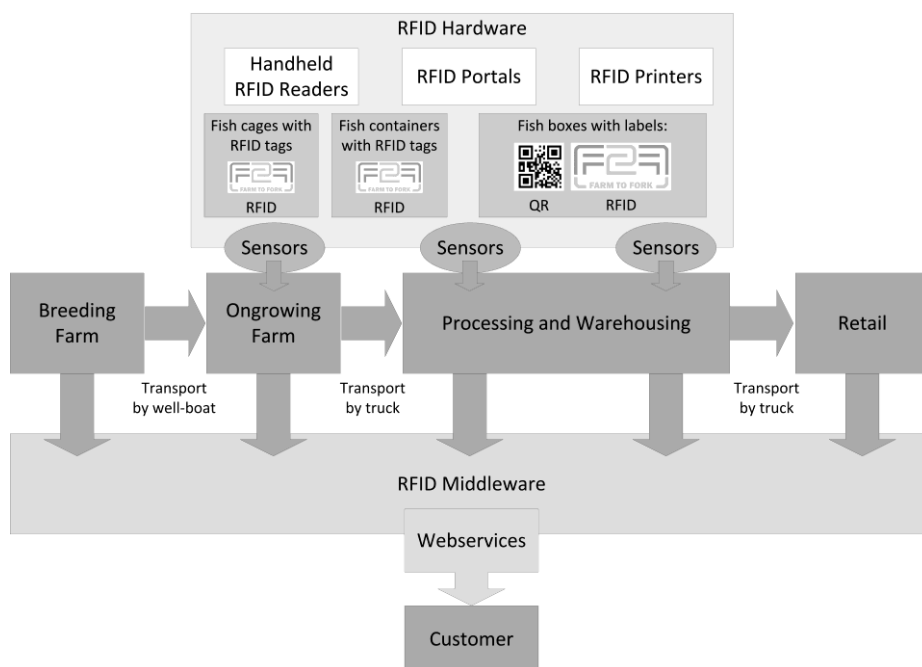 RFID Hardware
Handheld
RFID Readers
RFID Portals
RFID Printers
Fish cages with
RFID tags
F2F
FARM TO FORK
RFID
Fish containers
with RFID tags
F2F
FARM TO FORK
RFID
Fish boxes with labels:
F2F
FARM TO FORK
QR
RFID
Sensors
Sensors
Sensors
Breeding
Farm
Ongrowing
Farm
Processing and Warehousing
Retail
Transport
by well-boat
Transport
by truck
Transport
by truck
RFID Middleware
Webservices
Customer